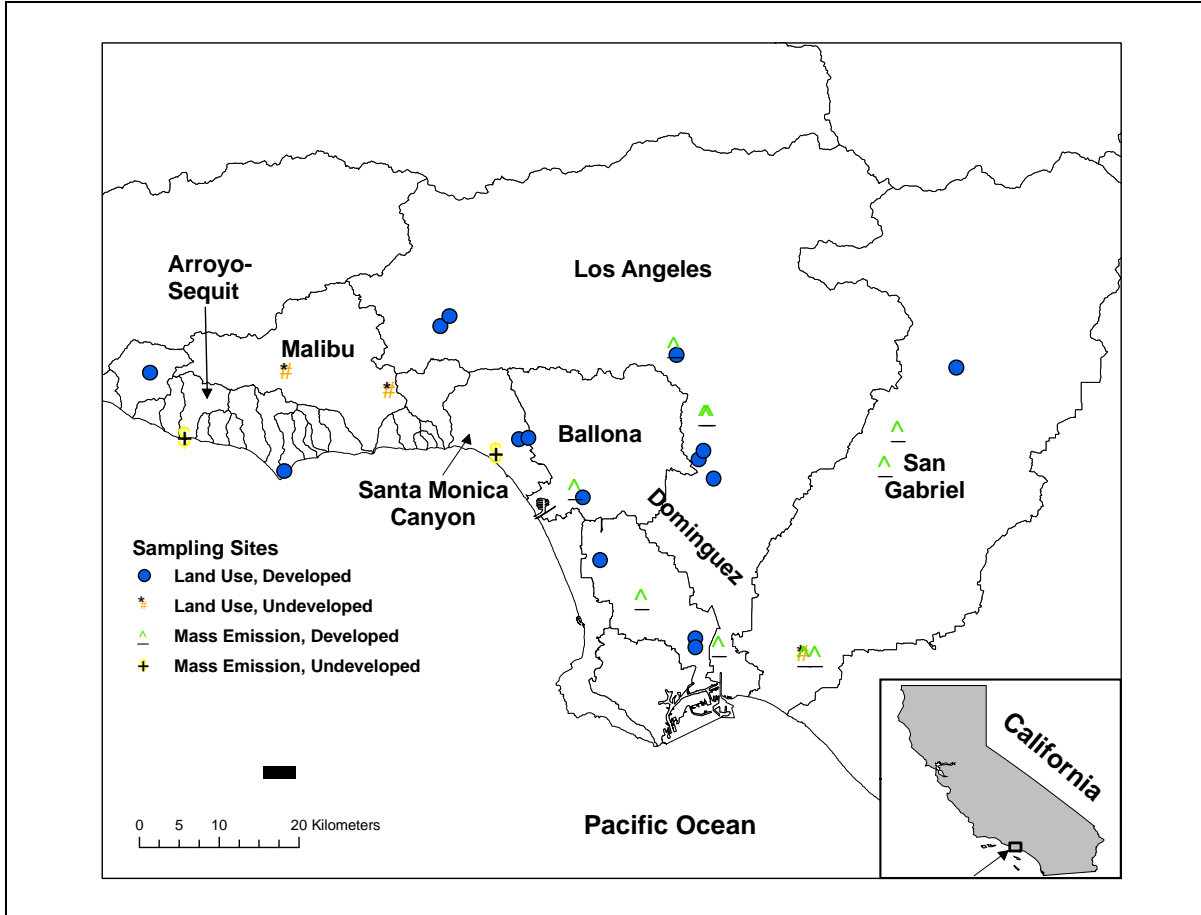 Arroyo-
Sequit
Los Angeles
Malibu
Ballona
Santa Monica
Canyon
San
Gabriel
Dominguez
Sampling Sites
Land Use, Developed
Land Use, Undeveloped
Mass Emission, Developed
Mass Emission, Undeveloped
0 5 10 20 Kilometers
Pacific Ocean
California